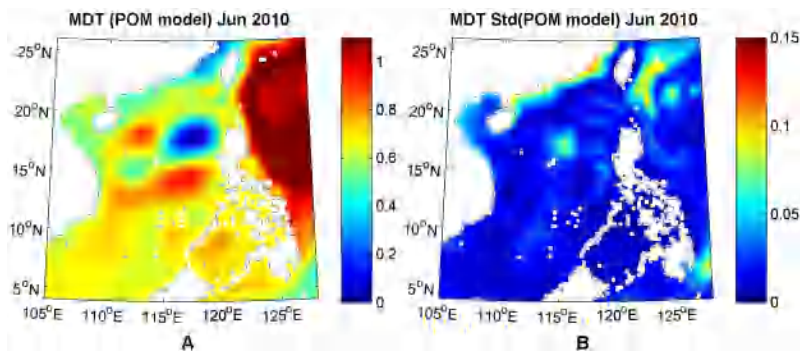 MDT (POM model) Jun 2010
25°N
20°N
15°N
10°N
5°N
105°E
110°E
115°E
120°E
125°E
1
0.8
0.6
0.4
0.2
0
A
MDT Std(POM model) Jun 2010
25°N
20°N
15°N
10°N
5°N
105°E
110°E
115°E
120°E
125°E
0.15
0.1
0.05
0
B